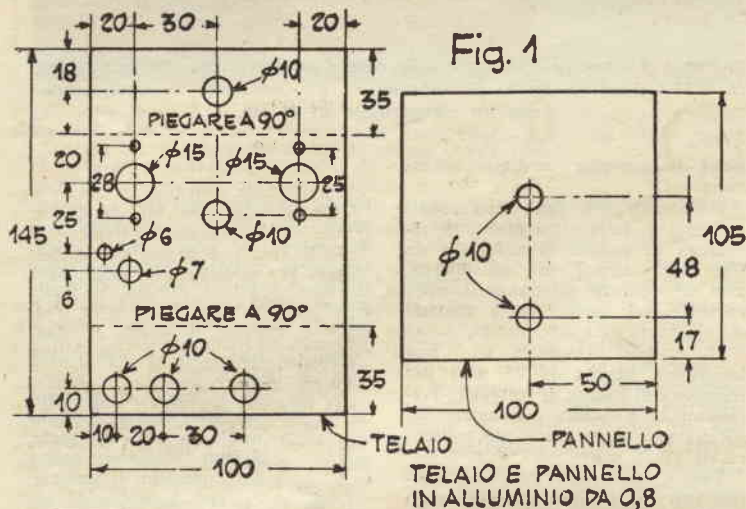 20 30 20
Fig. 1
18
ϕ10
PIEGARE A 90°
35
20
ϕ15
ϕ15
28
25
25
ϕ10
145
ϕ6
ϕ7
6
PIEGARE A 90°
ϕ10
35
10
10 20 30
100
TELAIO
ϕ10
105
48
17
50
100
PANNELLO
TELAIO E PANNELLO
IN ALLUMINIO DA 0,8